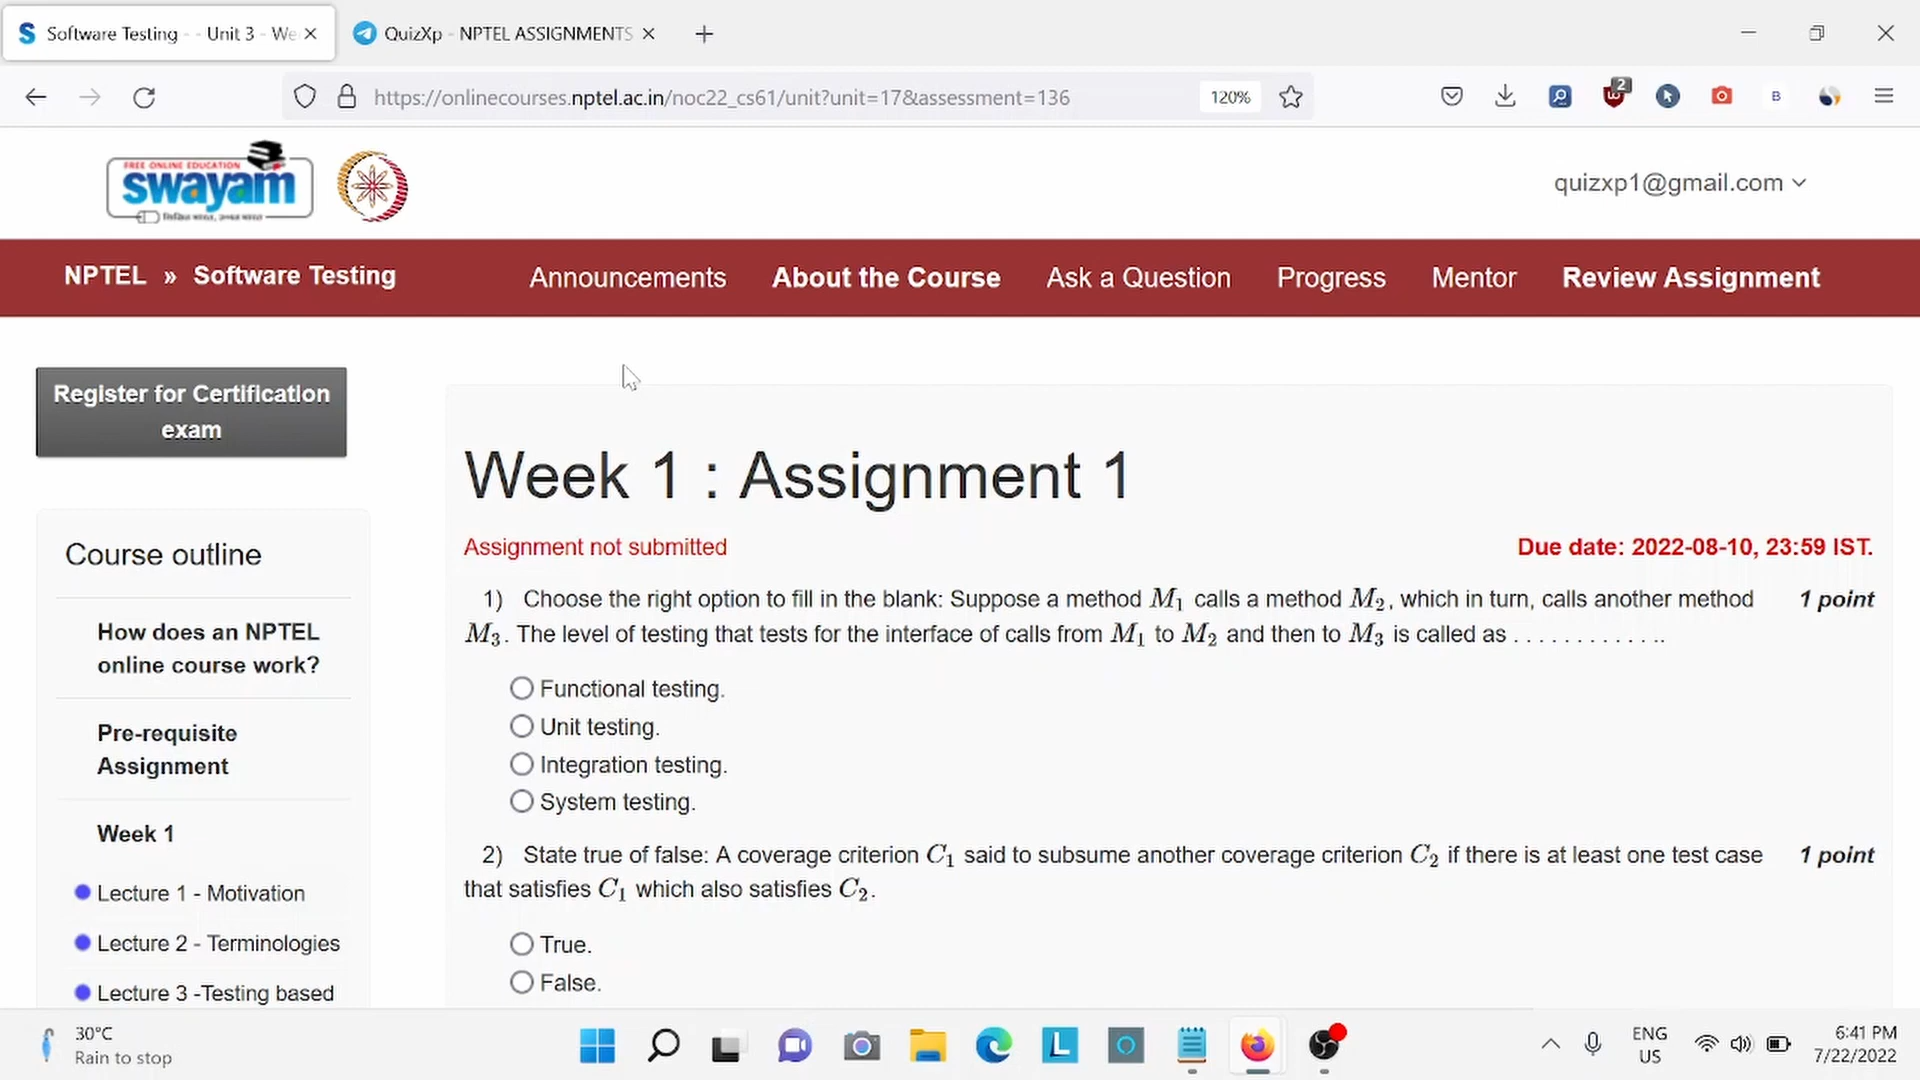 Software Testing - - Unit 3 - We
QuizXp - NPTEL ASSIGNMENTS
https://onlinecourses.nptel.ac.in/noc22_cs61/unit?unit=17&assessment=136
120%
2
B
FREE ONLINE EDUCATION
swayam
quizxp1@gmail.com
NPTEL » Software Testing
Announcements About the Course Ask a Question Progress Mentor Review Assignment
Register for Certification
exam
Week 1 : Assignment 1
Assignment not submitted
Due date: 2022-08-10, 23:59 IST.
1) Choose the right option to fill in the blank: Suppose a method M₁ calls a method M₂, which in turn, calls another method 1 point
M₃. The level of testing that tests for the interface of calls from M₁ to M₂ and then to M₃ is called as . . . . . . . . . . . ..
Functional testing.
Unit testing.
Integration testing.
System testing.
2) State true of false: A coverage criterion C₁ said to subsume another coverage criterion C₂ if there is at least one test case 1 point
that satisfies C₁ which also satisfies C₂.
True.
False.
Course outline
How does an NPTEL
online course work?
Pre-requisite
Assignment
Week 1
Lecture 1 - Motivation
Lecture 2 - Terminologies
Lecture 3 -Testing based
30°C
Rain to stop
L
ENG
US
6:41 PM
7/22/2022